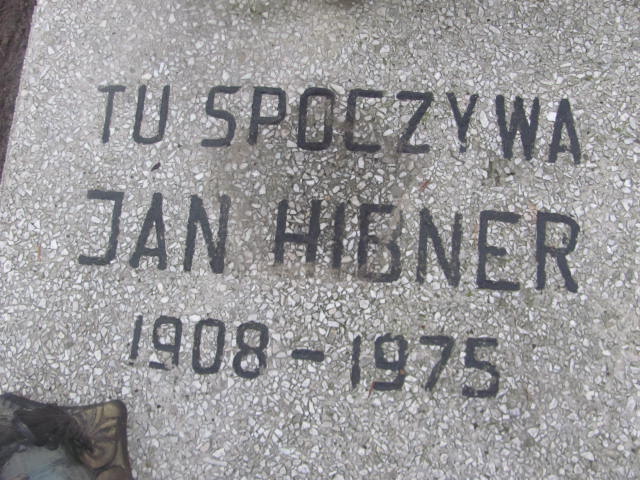 TU SPOCZYWA
JAN HIBNER
1908-1975